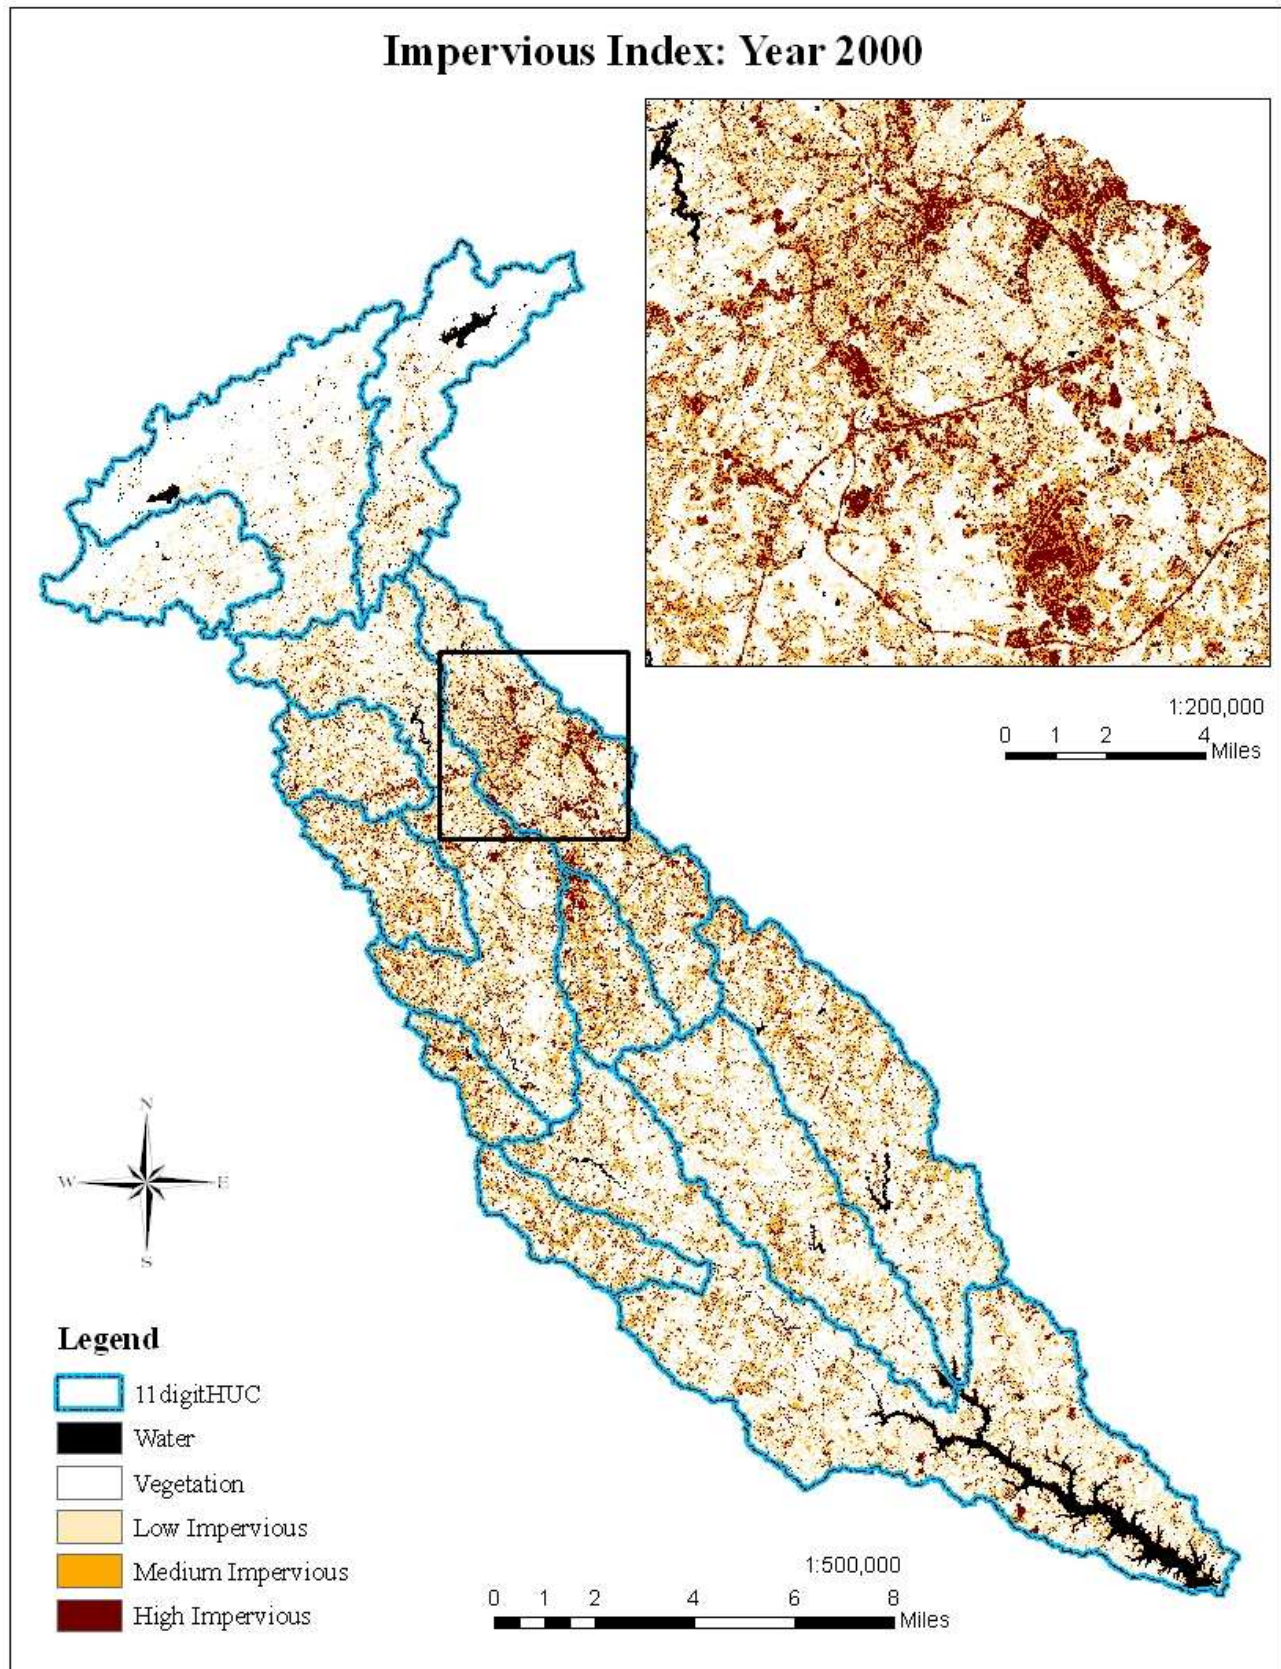 Impervious Index: Year 2000
1:200,000
0 1 2 4
Miles
N
W E
S
Legend
11digitHUC
Water
Vegetation
Low Impervious
Medium Impervious
High Impervious
1:500,000
0 1 2 4 6 8
Miles